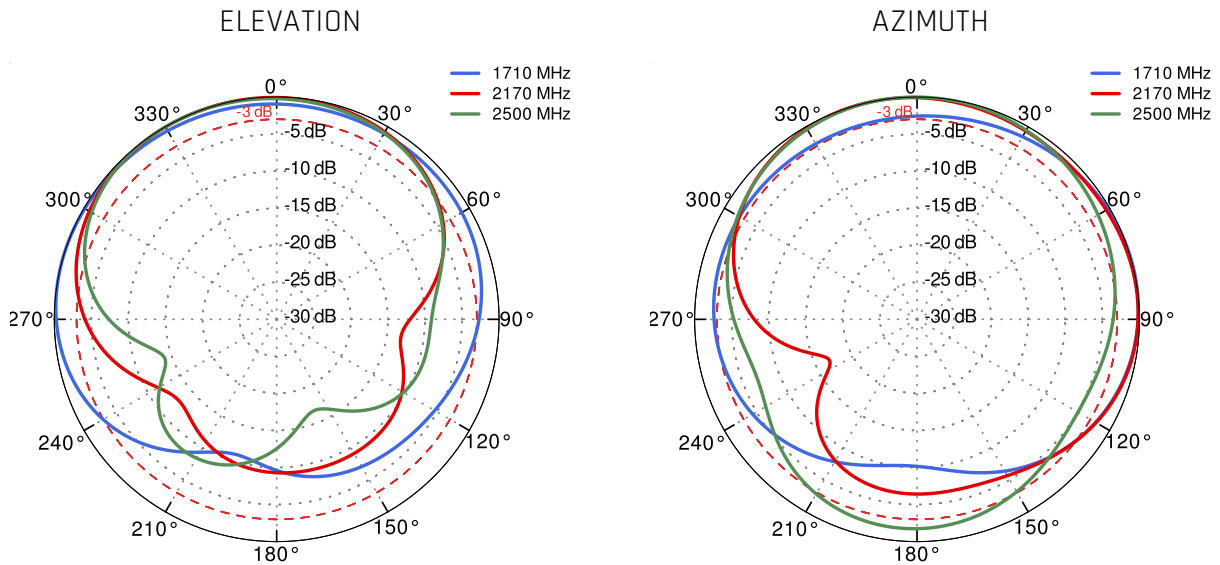 ELEVATION
1710 MHz
2170 MHz
2500 MHz
0°
330°
30°
-3 dB
-5 dB
-10 dB
300°
60°
-15 dB
-20 dB
-25 dB
270°
-30 dB
90°
240°
120°
210°
150°
180°
AZIMUTH
1710 MHz
2170 MHz
2500 MHz
0°
330°
30°
-3 dB
-5 dB
-10 dB
300°
60°
-15 dB
-20 dB
-25 dB
270°
-30 dB
90°
240°
120°
210°
150°
180°